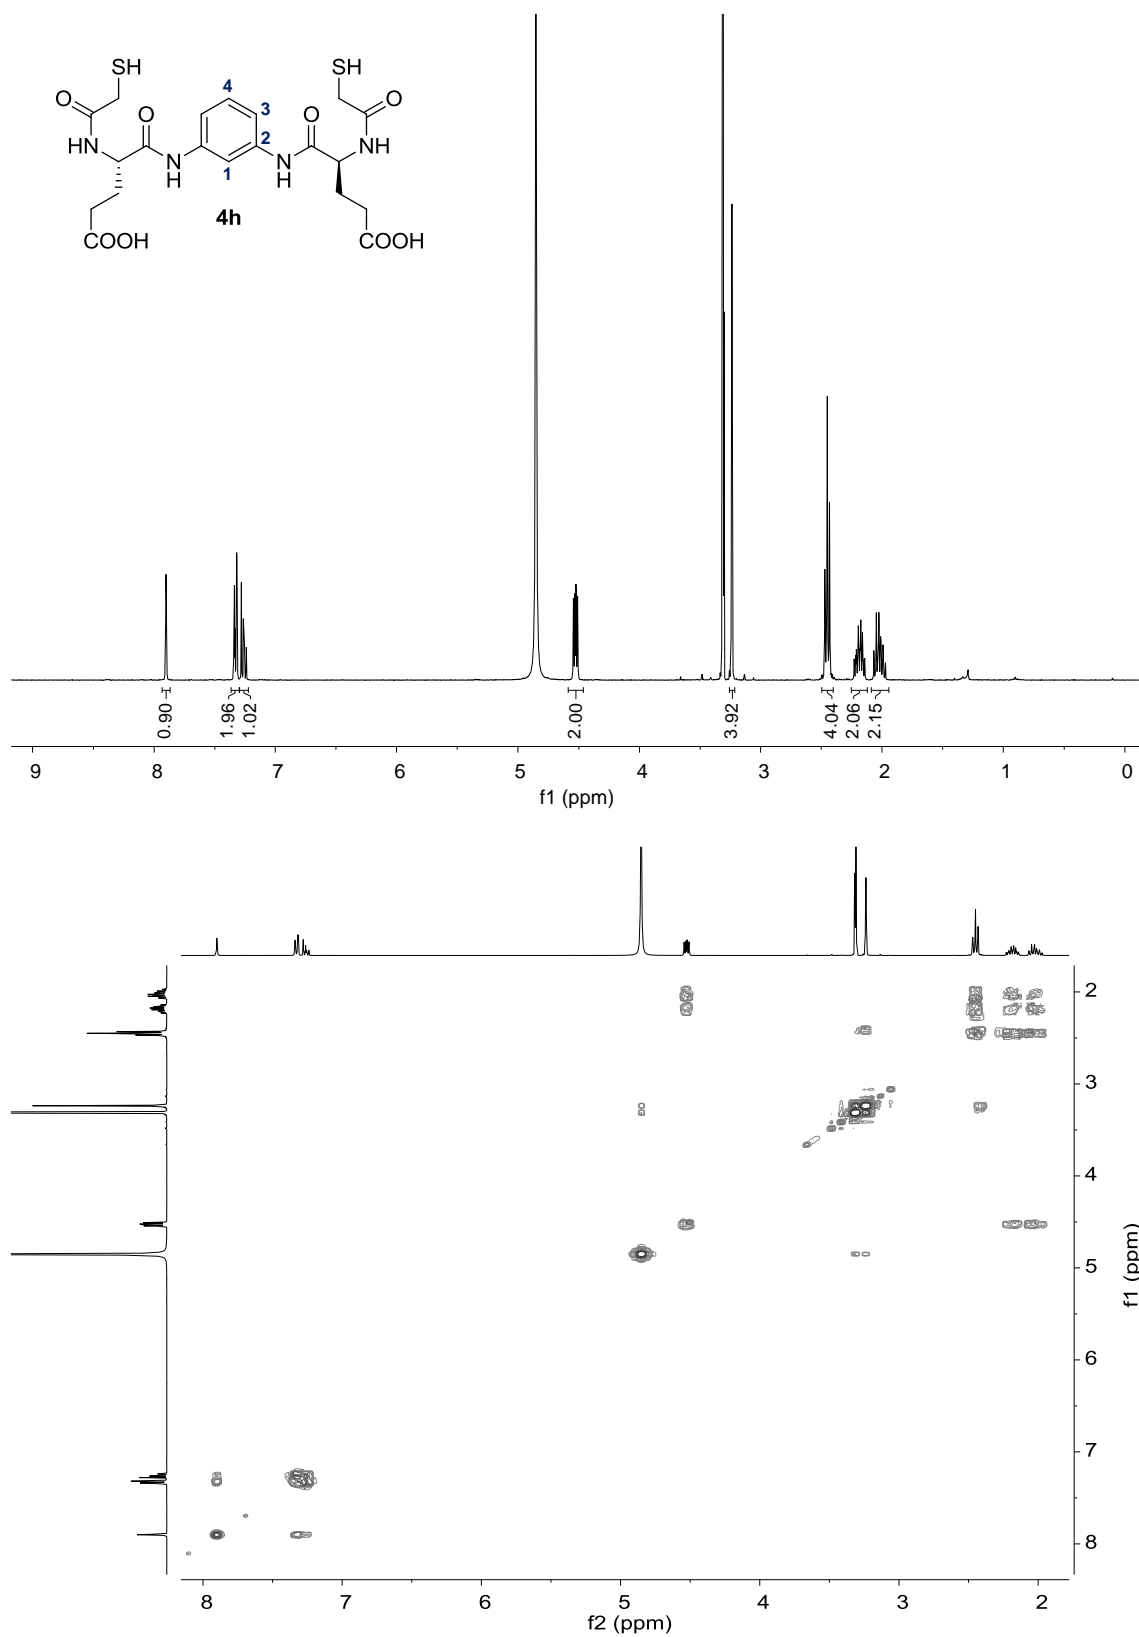 SH SH
O 4 O
O 3 O
HN 2 NH
N 1 N
H H
4h
COOH COOH
0.90
1.96
1.02
2.00
3.92
4.04
2.06
2.15
9 8 7 6 5 4 3 2 1 0
f1 (ppm)
2
3
4
5
6
7
8
f1 (ppm)
8 7 6 5 4 3 2
f2 (ppm)